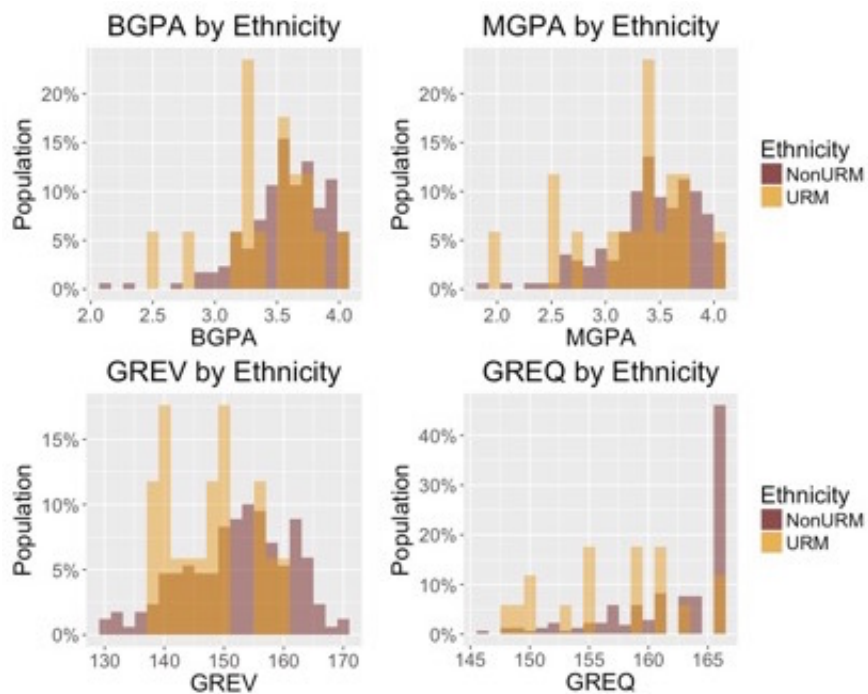 BGPA by Ethnicity
Population
20%
15%
10%
5%
0%
2.0 2.5 3.0 3.5 4.0
BGPA
MGPA by Ethnicity
Population
20%
15%
10%
5%
0%
2.0 2.5 3.0 3.5 4.0
MGPA
Ethnicity
NonURM
URM
GREV by Ethnicity
Population
15%
10%
5%
0%
130 140 150 160 170
GREV
GREQ by Ethnicity
Population
40%
30%
20%
10%
0%
145 150 155 160 165
GREQ
Ethnicity
NonURM
URM